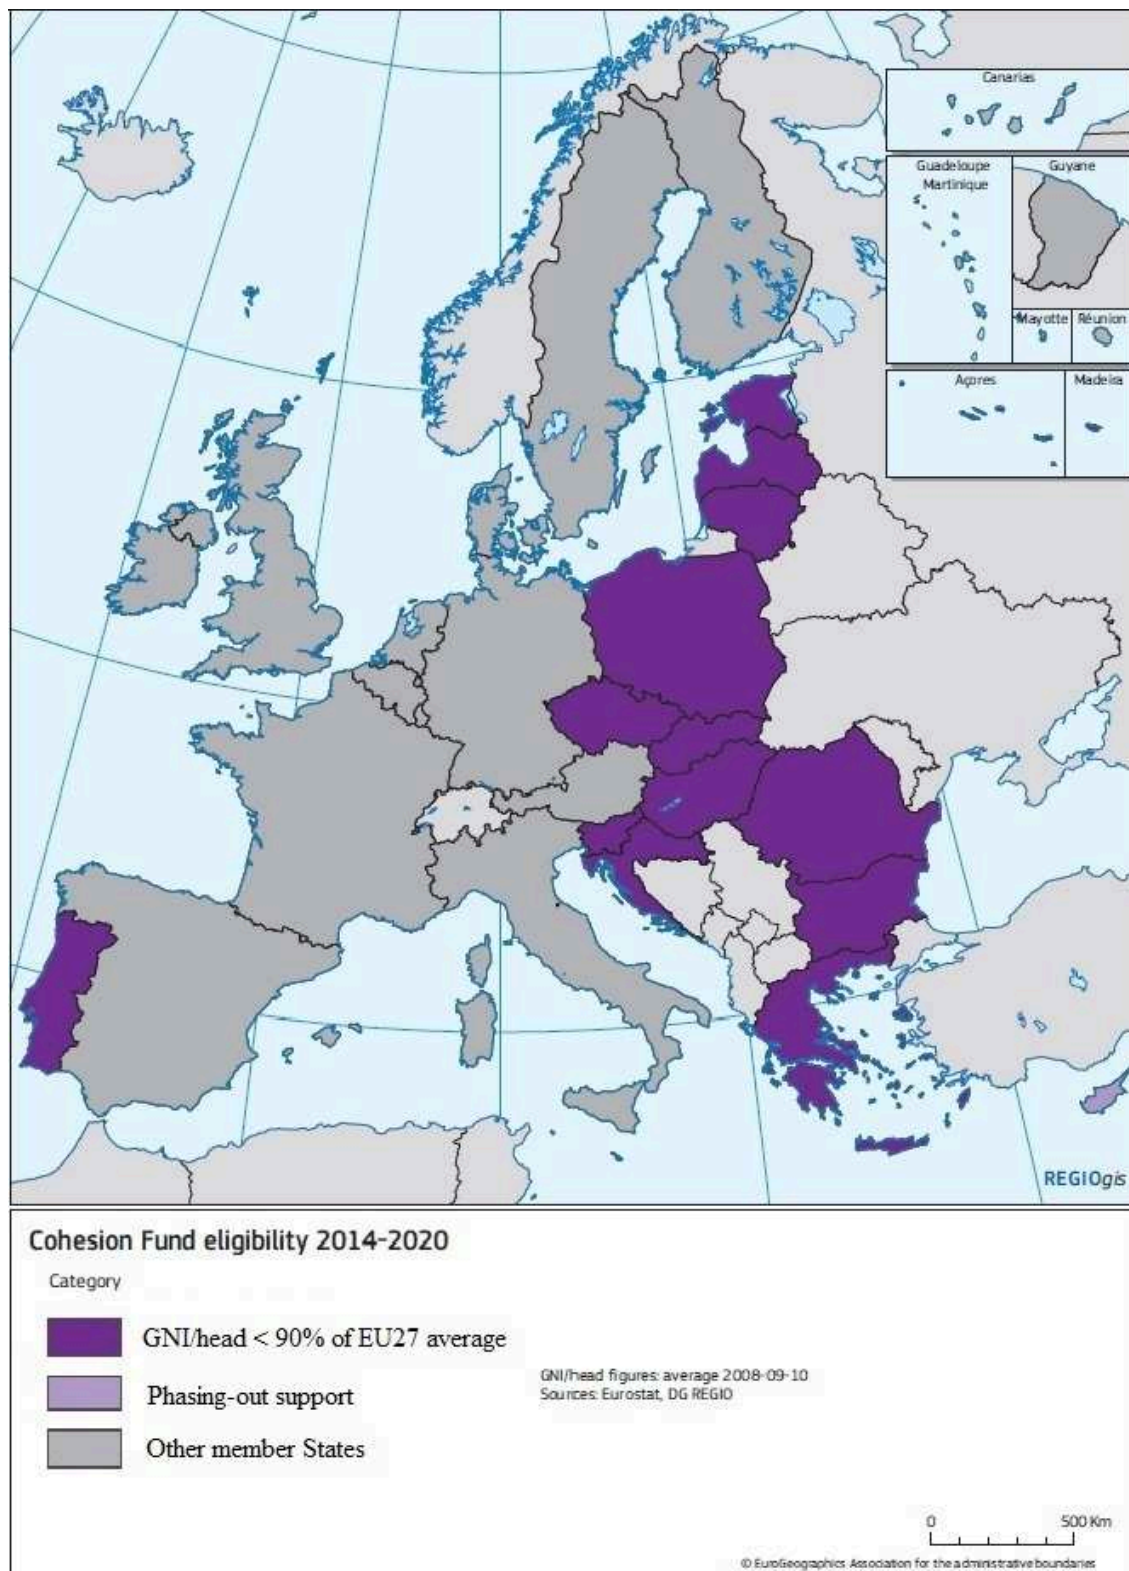 Canarias
Guadeloupe
Martinique
Guyane
Mayotte
Réunion
Açores
Madeira
REGIOgis
Cohesion Fund eligibility 2014-2020
Category
GNI/head < 90% of EU27 average
Phasing-out support
Other member States
GNI/head figures: average 2008-09-10
Sources: Eurostat, DG REGIO
0 500 Km
© EuroGeographics Association for the administrative boundaries